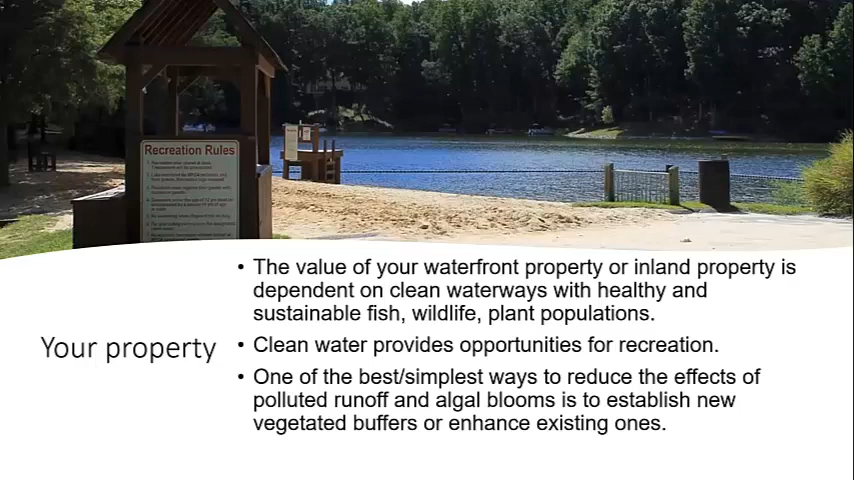 Recreation Rules
• The value of your waterfront property or inland property is
dependent on clean waterways with healthy and
sustainable fish, wildlife, plant populations.
Your property
• Clean water provides opportunities for recreation.
• One of the best/simplest ways to reduce the effects of
polluted runoff and algal blooms is to establish new
vegetated buffers or enhance existing ones.